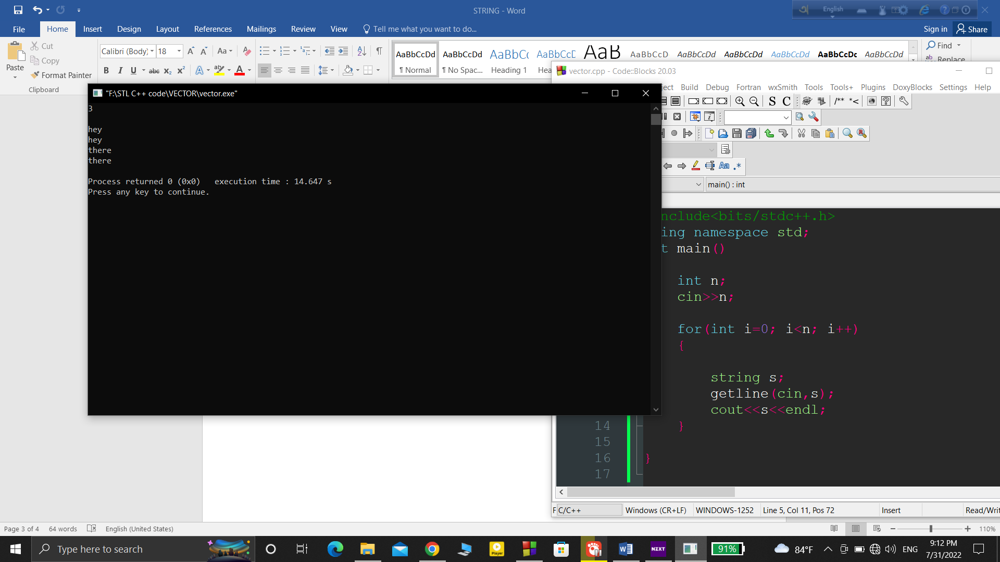 STRING - Word
English
File
Home
Insert
Design
Layout
References
Mailings
Review
View
Tell me what you want to do...
Sign in
Share
Paste
Cut
Copy
Format Painter
Clipboard
Calibri (Body)
18
Aa
AaBbCcDd
¶ Normal
AaBbCcDd
¶ No Spac...
AaBbCc
Heading 1
AaBbCcD
Hea
AaBbCcD
AaBbCcDd
AaBbCcDd
AaBbCcDd
AaBbCcDc
AaBbCcDd
Find
Replace
vector.cpp - Code::Blocks 20.03
ject
Build
Debug
Fortran
wxSmith
Tools
Tools+
Plugins
DoxyBlocks
Settings
Help
"F:\STL C++ code\VECTOR\vector.exe"
3
hey
hey
there
there
Process returned 0 (0x0)   execution time : 14.647 s
Press any key to continue.
main() : int
nclude<bits/stdc++.h>
ing namespace std;
t main()
int n;
cin>>n;
for(int i=0; i<n; i++)
{
string s;
getline(cin,s);
cout<<s<<endl;
14 }
15
16 }
17
F C/C++
Windows (CR+LF)
WINDOWS-1252
Line 5, Col 11, Pos 72
Insert
Read/Writ
Page 3 of 4
64 words
English (United States)
110%
Type here to search
Player
NZXT
91%
84°F
ENG
9:12 PM
7/31/2022